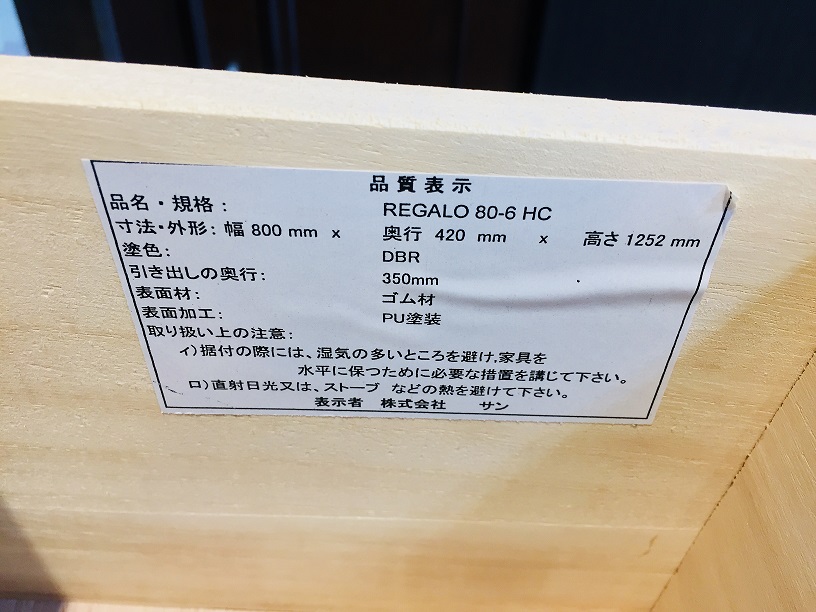 品質表示
品名・規格: REGALO 80-6 HC
寸法・外形: 幅 800 mm x 奥行 420 mm x 高さ 1252 mm
塗色: DBR
引き出しの奥行: 350mm
表面材: ゴム材
表面加工: PU塗装
取り扱い上の注意:
イ)据付の際には、湿気の多いところを避け,家具を
水平に保つために必要な措置を講じて下さい。
ロ)直射日光又は、ストーブ などの熱を避けて下さい。
表示者 株式会社 サン